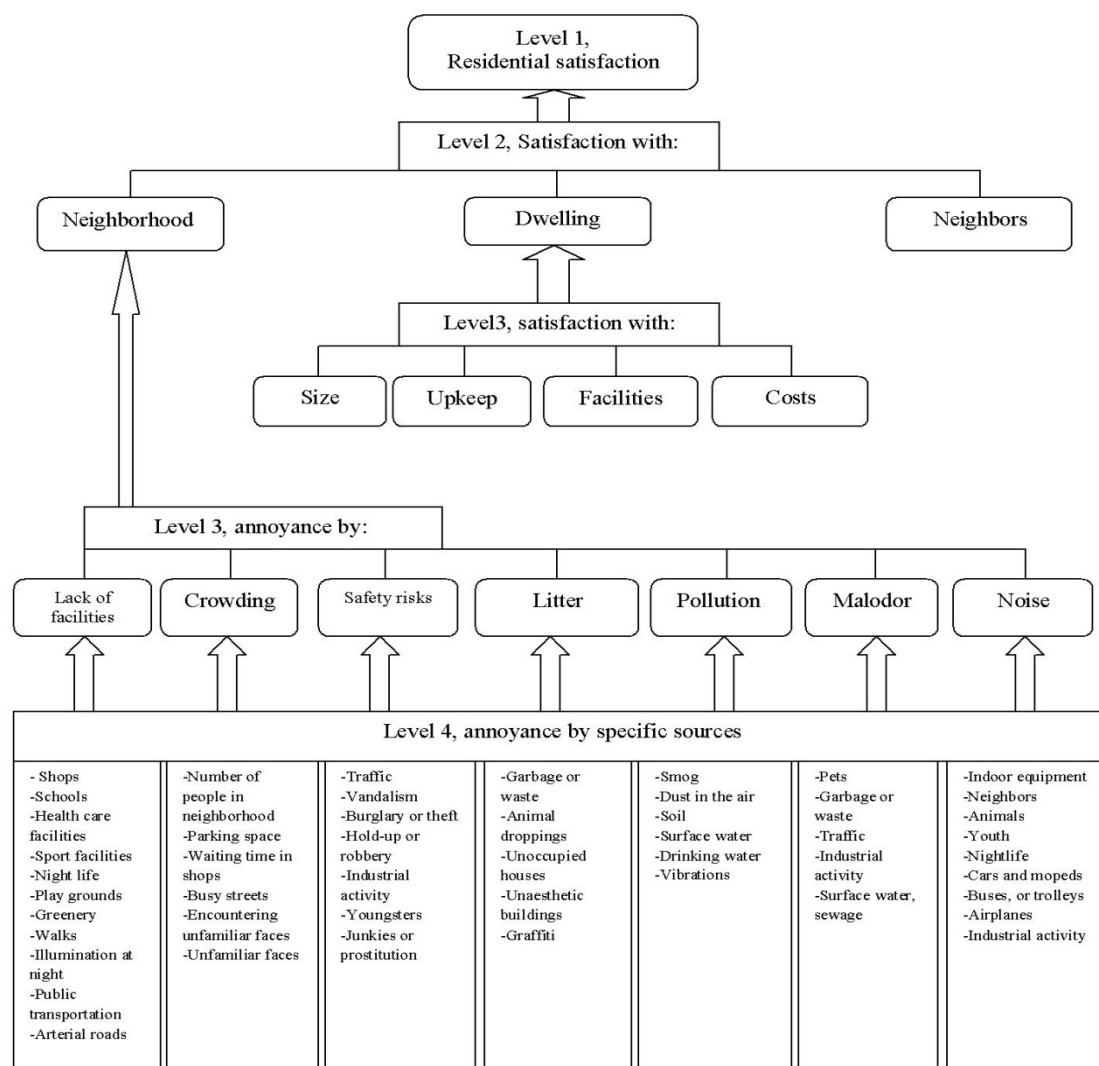 Level 1,
Residential satisfaction
Level 2, Satisfaction with:
Neighborhood
Dwelling
Neighbors
Level3, satisfaction with:
Size
Upkeep
Facilities
Costs
Level 3, annoyance by:
Lack of
facilities
Crowding
Safety risks
Litter
Pollution
Malodor
Noise
Level 4, annoyance by specific sources
- Shops
-Schools
-Health care
facilities
-Sport facilities
-Night life
-Play grounds
-Greenery
-Walks
-Illumination at
night
-Public
transportation
-Arterial roads
-Number of
people in
neighborhood
-Parking space
-Waiting time in
shops
-Busy streets
-Encountering
unfamiliar faces
-Unfamiliar faces
-Traffic
-Vandalism
-Burglary or theft
-Hold-up or
robbery
-Industrial
activity
-Youngsters
-Junkies or
prostitution
-Garbage or
waste
-Animal
droppings
-Unoccupied
houses
-Unaesthetic
buildings
-Graffiti
-Smog
-Dust in the air
-Soil
-Surface water
-Drinking water
-Vibrations
-Pets
-Garbage or
waste
-Traffic
-Industrial
activity
-Surface water,
sewage
-Indoor equipment
-Neighbors
-Animals
-Youth
-Nightlife
-Cars and mopeds
-Buses, or trolleys
-Airplanes
-Industrial activity